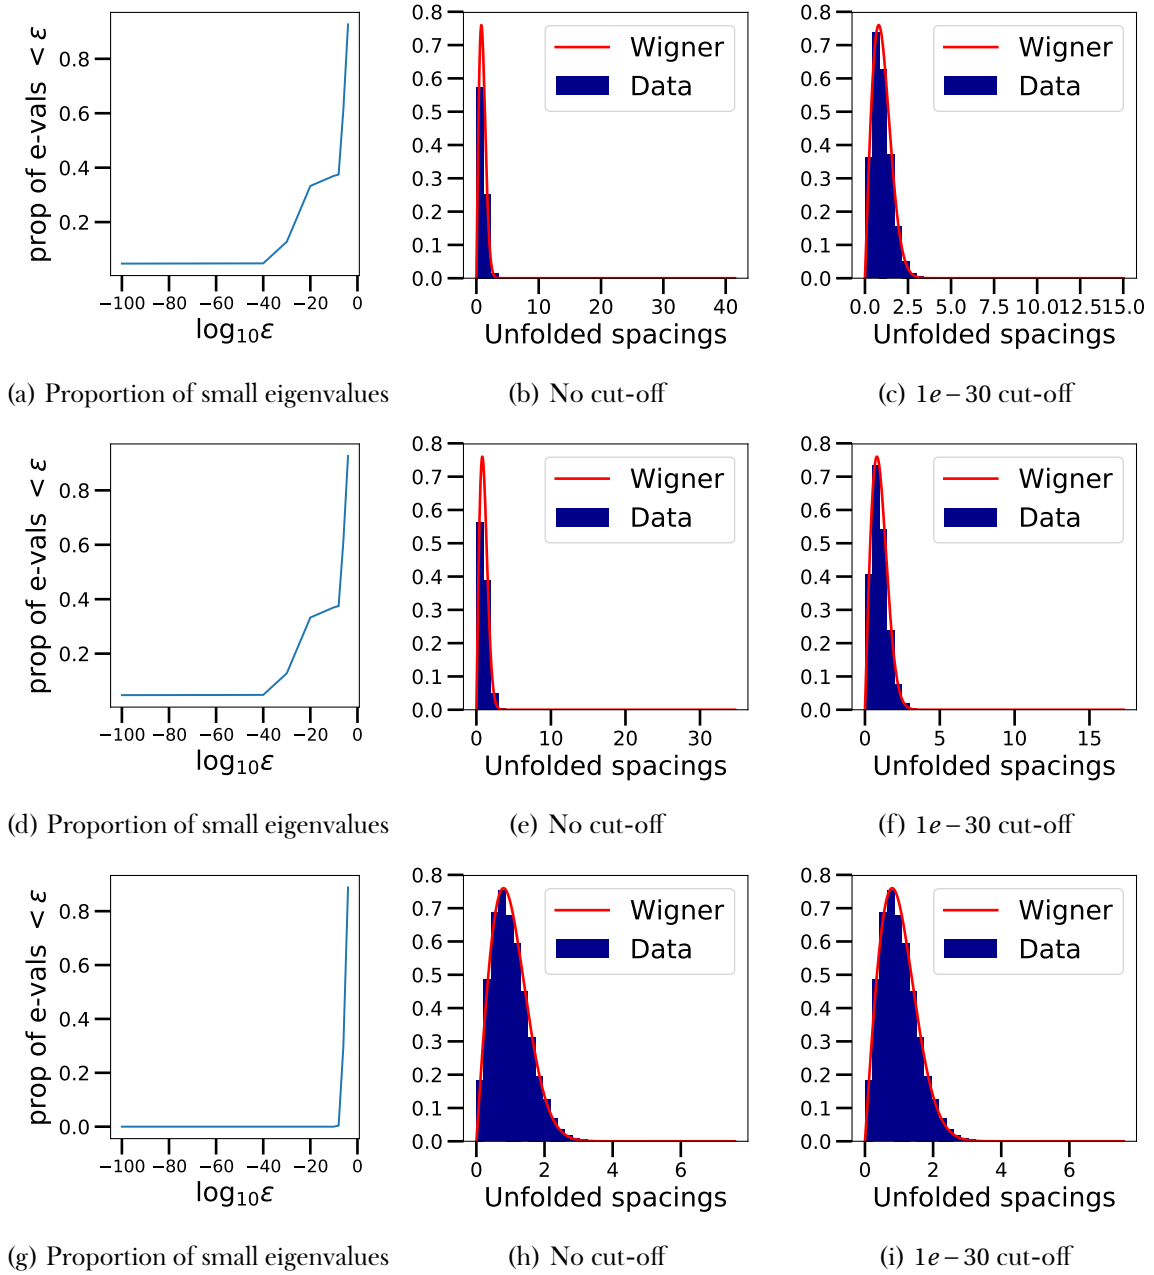 prop of e-vals < ε
0.8
0.6
0.4
0.2
−100 −80 −60 −40 −20 0
log₁₀ε
0.8
0.7
0.6
0.5
0.4
0.3
0.2
0.1
0.0
Wigner
Data
0 10 20 30 40
Unfolded spacings
0.8
0.7
0.6
0.5
0.4
0.3
0.2
0.1
0.0
Wigner
Data
0.0 2.5 5.0 7.5 10.012.515.0
Unfolded spacings
(a) Proportion of small eigenvalues
(b) No cut-off
(c) 1e−30 cut-off
prop of e-vals < ε
0.8
0.6
0.4
0.2
−100 −80 −60 −40 −20 0
log₁₀ε
0.8
0.7
0.6
0.5
0.4
0.3
0.2
0.1
0.0
Wigner
Data
0 10 20 30
Unfolded spacings
0.8
0.7
0.6
0.5
0.4
0.3
0.2
0.1
0.0
Wigner
Data
0 5 10 15
Unfolded spacings
(d) Proportion of small eigenvalues
(e) No cut-off
(f) 1e−30 cut-off
prop of e-vals < ε
0.8
0.6
0.4
0.2
0.0
−100 −80 −60 −40 −20 0
log₁₀ε
0.8
0.7
0.6
0.5
0.4
0.3
0.2
0.1
0.0
Wigner
Data
0 2 4 6
Unfolded spacings
0.8
0.7
0.6
0.5
0.4
0.3
0.2
0.1
0.0
Wigner
Data
0 2 4 6
Unfolded spacings
(g) Proportion of small eigenvalues
(h) No cut-off
(i) 1e−30 cut-off